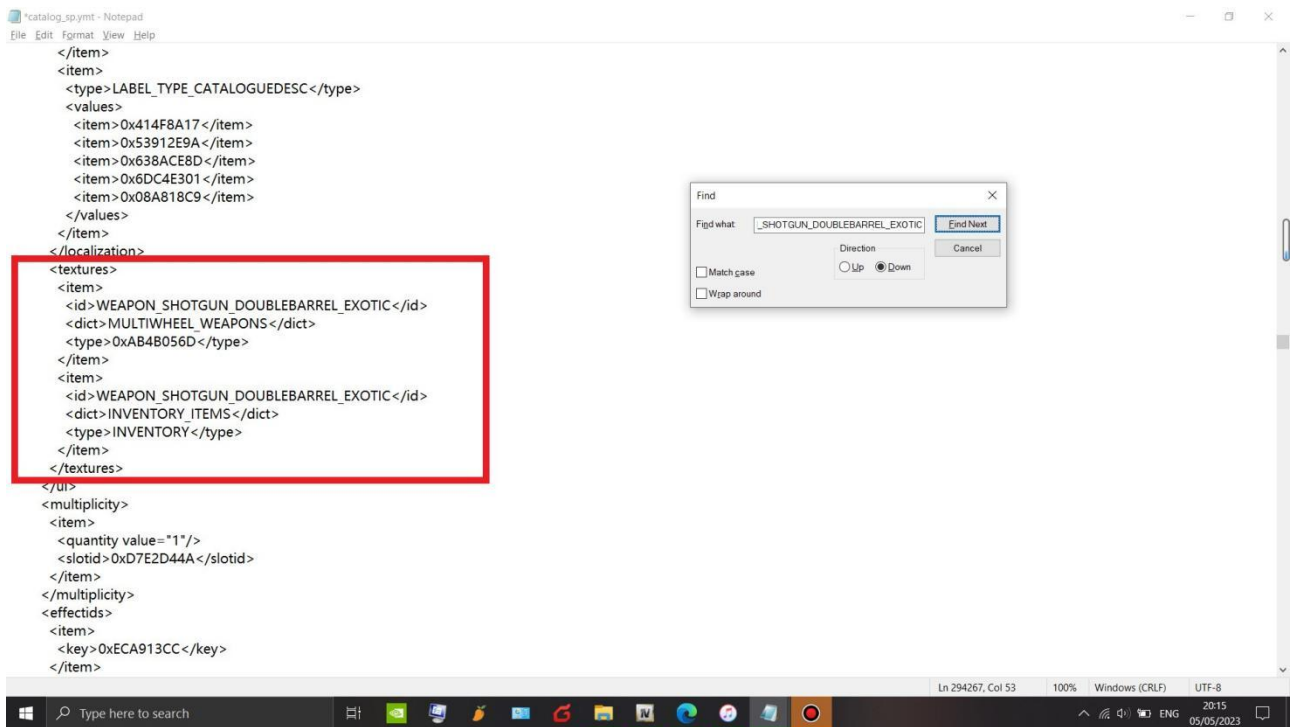 *catalog_sp.ymt - Notepad
File Edit Format View Help
</item>
<item>
<type>LABEL_TYPE_CATALOGUEDESC</type>
<values>
<item>0x414F8A17</item>
<item>0x53912E9A</item>
<item>0x638ACE8D</item>
<item>0x6DC4E301</item>
<item>0x08A818C9</item>
</values>
</item>
</localization>
<textures>
<item>
<id>WEAPON_SHOTGUN_DOUBLEBARREL_EXOTIC</id>
<dict>MULTIWHEEL_WEAPONS</dict>
<type>0xAB4B056D</type>
</item>
<item>
<id>WEAPON_SHOTGUN_DOUBLEBARREL_EXOTIC</id>
<dict>INVENTORY_ITEMS</dict>
<type>INVENTORY</type>
</item>
</textures>
</ui>
<multiplicity>
<item>
<quantity value="1"/>
<slotid>0xD7E2D44A</slotid>
</item>
</multiplicity>
<effectids>
<item>
<key>0xECA913CC</key>
</item>
Find
Find what: _SHOTGUN_DOUBLEBARREL_EXOTIC Find Next
Direction Cancel
Match case Up Down
Wrap around
Ln 294267, Col 53 100% Windows (CRLF) UTF-8
Type here to search IV ENG 20:15
05/05/2023